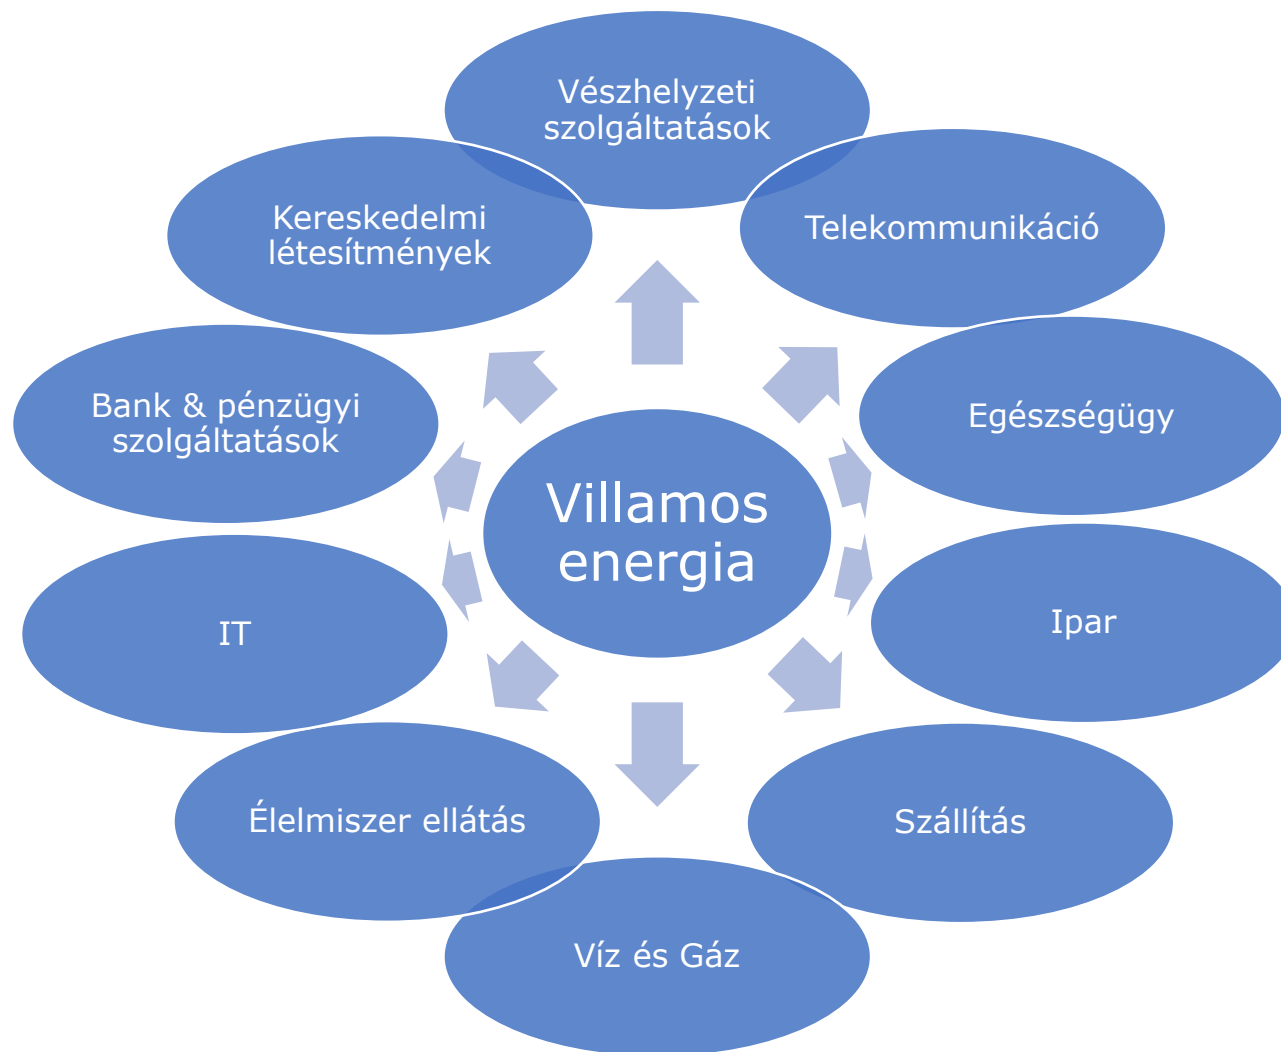 Vészhelyzeti
szolgáltatások
Telekommunikáció
Kereskedelmi
létesítmények
Egészségügy
Bank & pénzügyi
szolgáltatások
Villamos
energia
Ipar
IT
Szállítás
Élelmiszer ellátás
Víz és Gáz